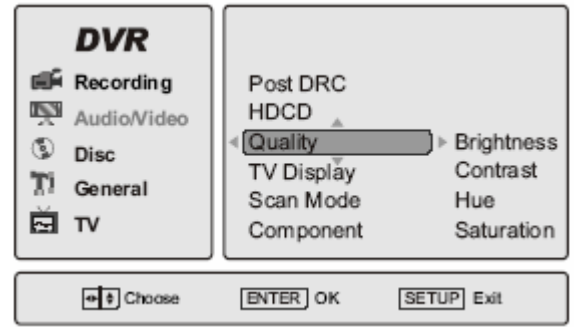 DVR
Recording
Audio/Video
Disc
General
TV
Post DRC
HDCD
Quality
TV Display
Scan Mode
Component
Brightness
Contrast
Hue
Saturation
Choose
ENTER OK
SETUP Exit